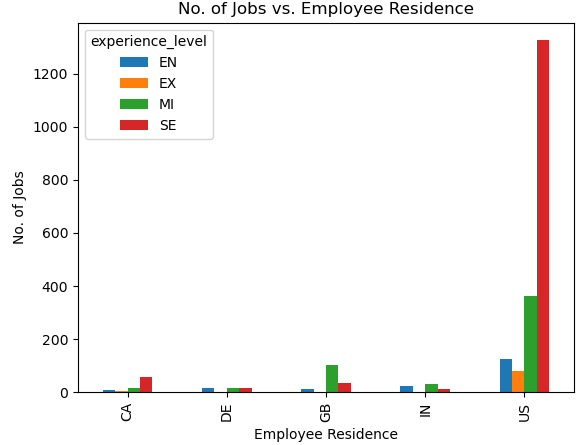 No. of Jobs vs. Employee Residence
experience_level
EN
EX
MI
SE
No. of Jobs
1200
1000
800
600
400
200
0
CA
DE
GB
IN
US
Employee Residence